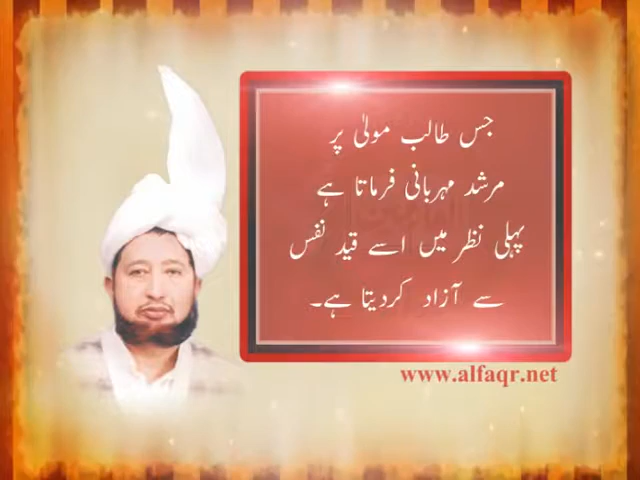 جس طالب مولیٰ پر
مرشد مہربانی فرماتا ہے
پہلی نظر میں اسے قیدِ نفس
سے آزاد کردیتا ہے۔
www.alfaqr.net